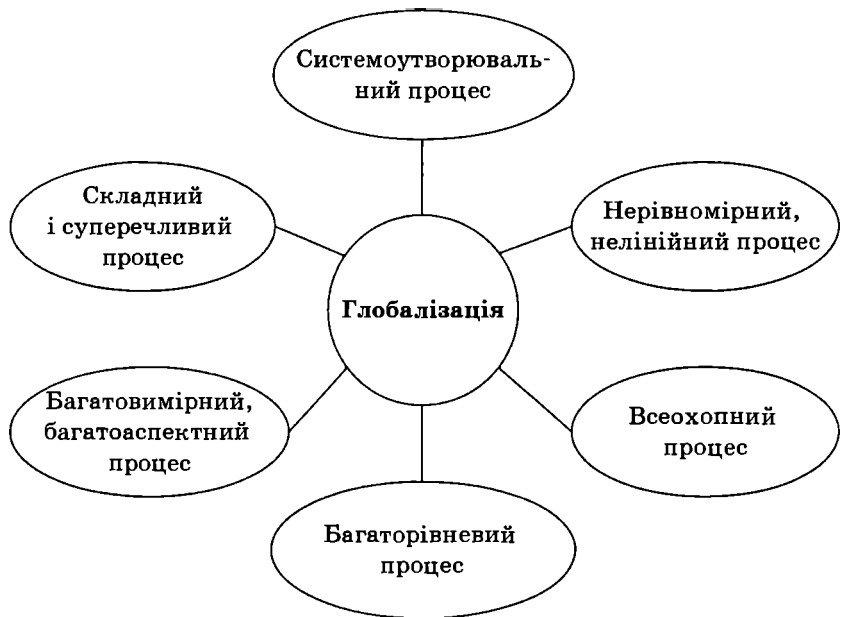 Системоутворюваль-
ний процес
Складний
і суперечливий
процес
Нерівномірний,
нелінійний процес
Глобалізація
Багатовимірний,
багатоаспектний
процес
Всеохопний
процес
Багаторівневий
процес